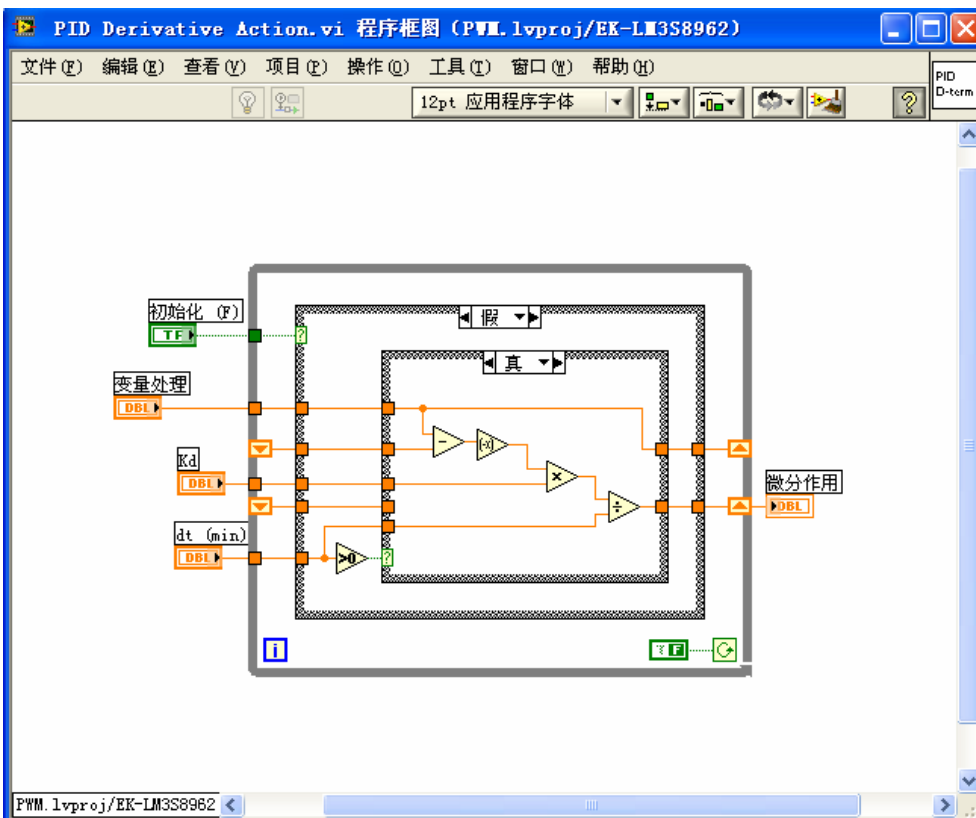 PID Derivative Action.vi 程序框图 (PWM.lvproj/EK-LM3S8962)
文件(F) 编辑(E) 查看(V) 项目(P) 操作(O) 工具(T) 窗口(W) 帮助(H)
PID
D-term
12pt 应用程序字体
?
初始化 (F)
TF
假
?
真
变量处理
DBL
-
(-x)
Kd
DBL
×
微分作用
DBL
÷
dt (min)
DBL
>0
?
i
F
PWM.lvproj/EK-LM3S8962